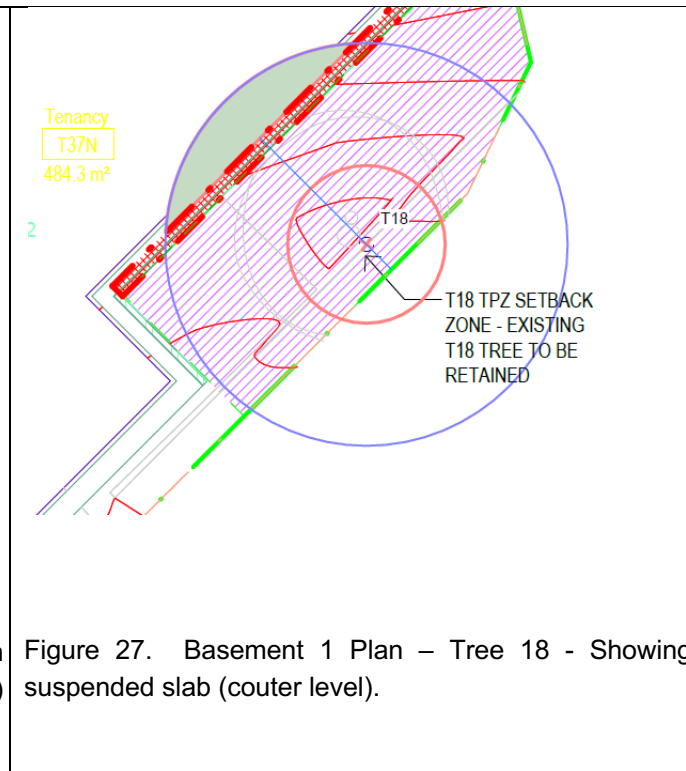 Tenancy
T37N
484.3 m²
2
T18
T18 TPZ SETBACK
ZONE - EXISTING
T18 TREE TO BE
RETAINED
n
)
Figure 27. Basement 1 Plan – Tree 18 - Showing
suspended slab (couter level).